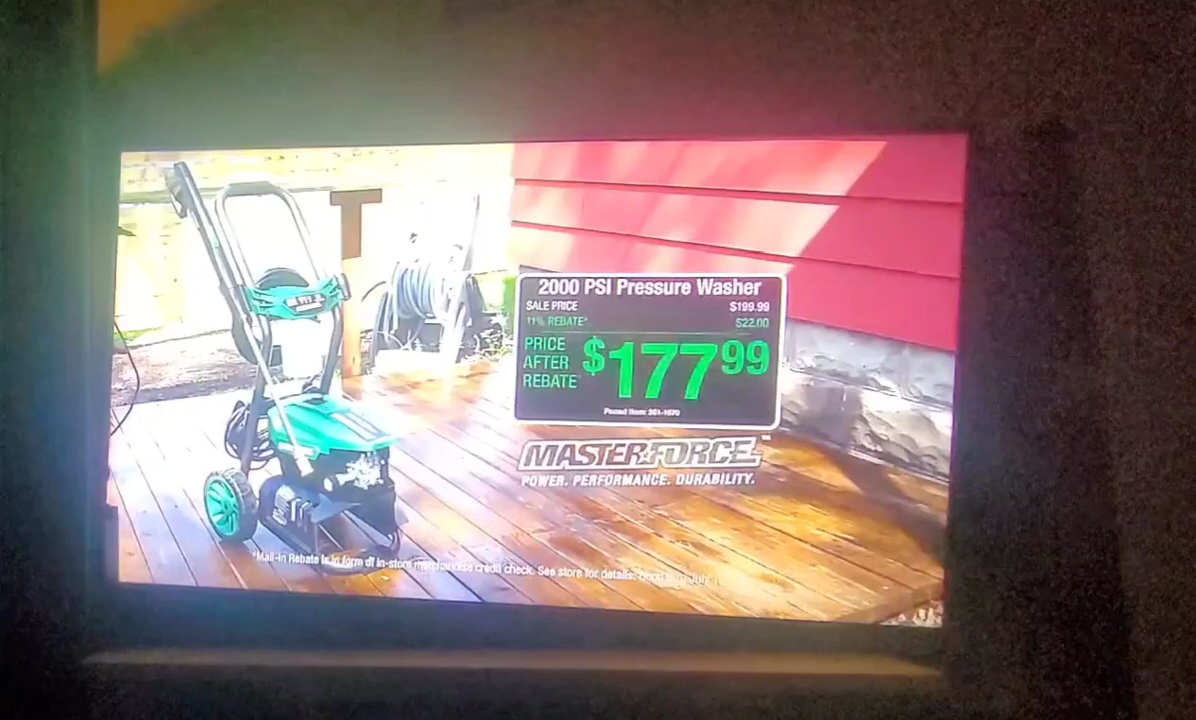 2000 PSI Pressure Washer
SALE PRICE $199.99
11% REBATE* $22.00
PRICE AFTER REBATE $177.99
MASTERFORCE™
POWER. PERFORMANCE. DURABILITY.
*Mail-in Rebate is in form of in-store merchandise credit check. See store for details.